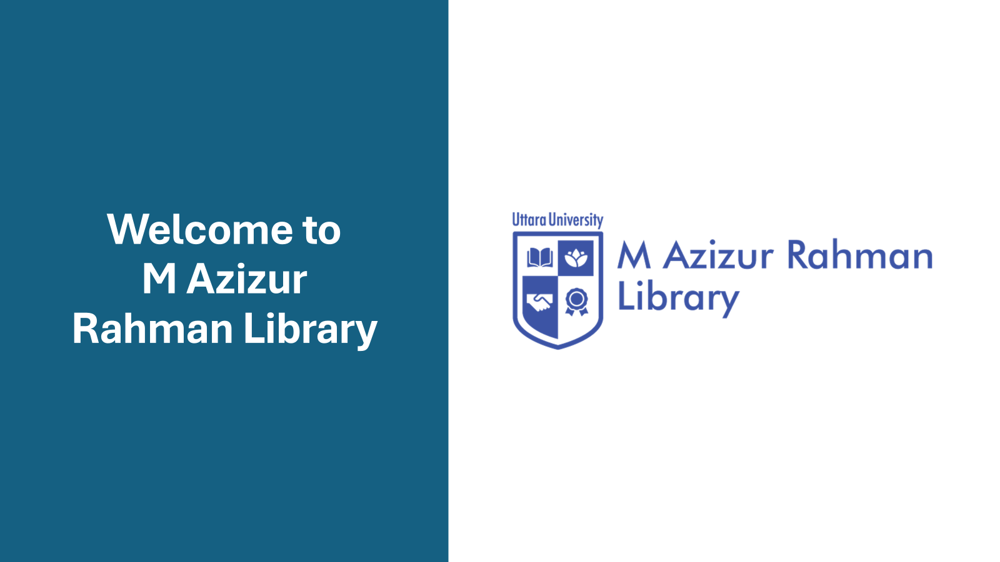 Welcome to
M Azizur
Rahman Library
Uttara University
M Azizur Rahman
Library